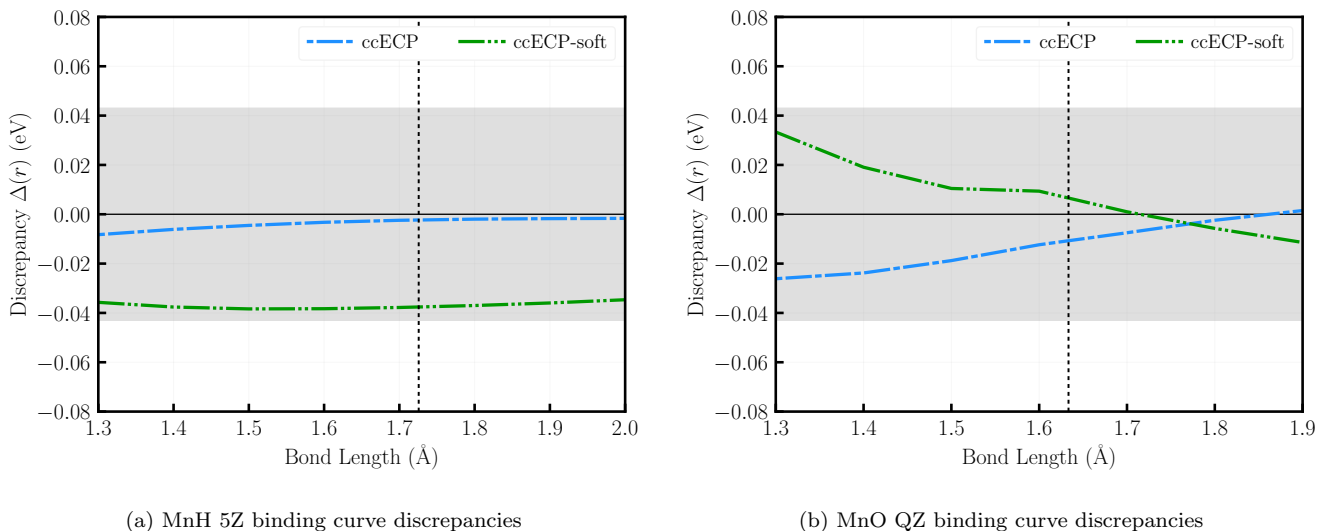 0.08
0.06
0.04
0.02
0.00
−0.02
−0.04
−0.06
−0.08
Discrepancy Δ(r) (eV)
ccECP
ccECP-soft
1.3 1.4 1.5 1.6 1.7 1.8 1.9 2.0
Bond Length (Å)
(a) MnH 5Z binding curve discrepancies
0.08
0.06
0.04
0.02
0.00
−0.02
−0.04
−0.06
−0.08
Discrepancy Δ(r) (eV)
ccECP
ccECP-soft
1.3 1.4 1.5 1.6 1.7 1.8 1.9
Bond Length (Å)
(b) MnO QZ binding curve discrepancies